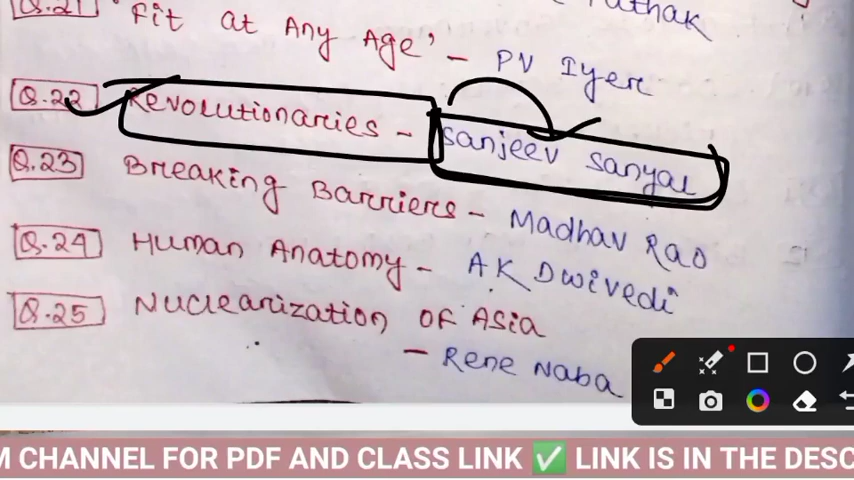 Q.21 'Fit at Any Age' - PV Iyer
Q.22 Revolutionaries - Sanjeev Sanyal
Q.23 Breaking Barriers - Madhav Rao
Q.24 Human Anatomy - AK Dwivedi
Q.25 Nuclearization of Asia
- Rene Naba
M CHANNEL FOR PDF AND CLASS LINK ✅ LINK IS IN THE DESC